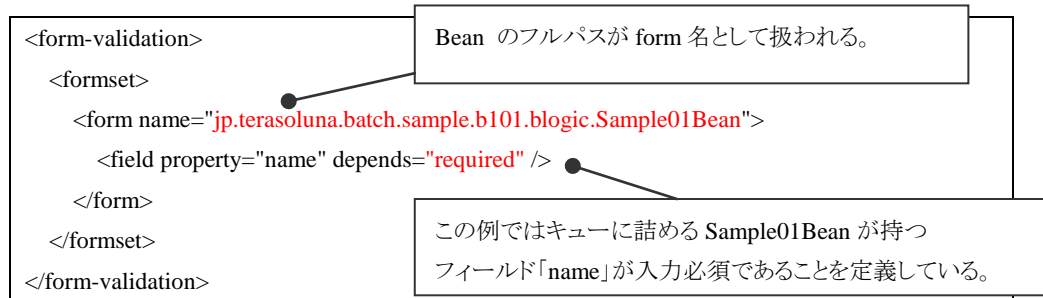 <form-validation>
Bean のフルパスが form 名として扱われる。
<formset>
<form name="jp.terasoluna.batch.sample.b101.blogic.Sample01Bean">
<field property="name" depends="required" />
</form>
この例ではキューに詰める Sample01Bean が持つ
</formset>
フィールド「name」が入力必須であることを定義している。
</form-validation>